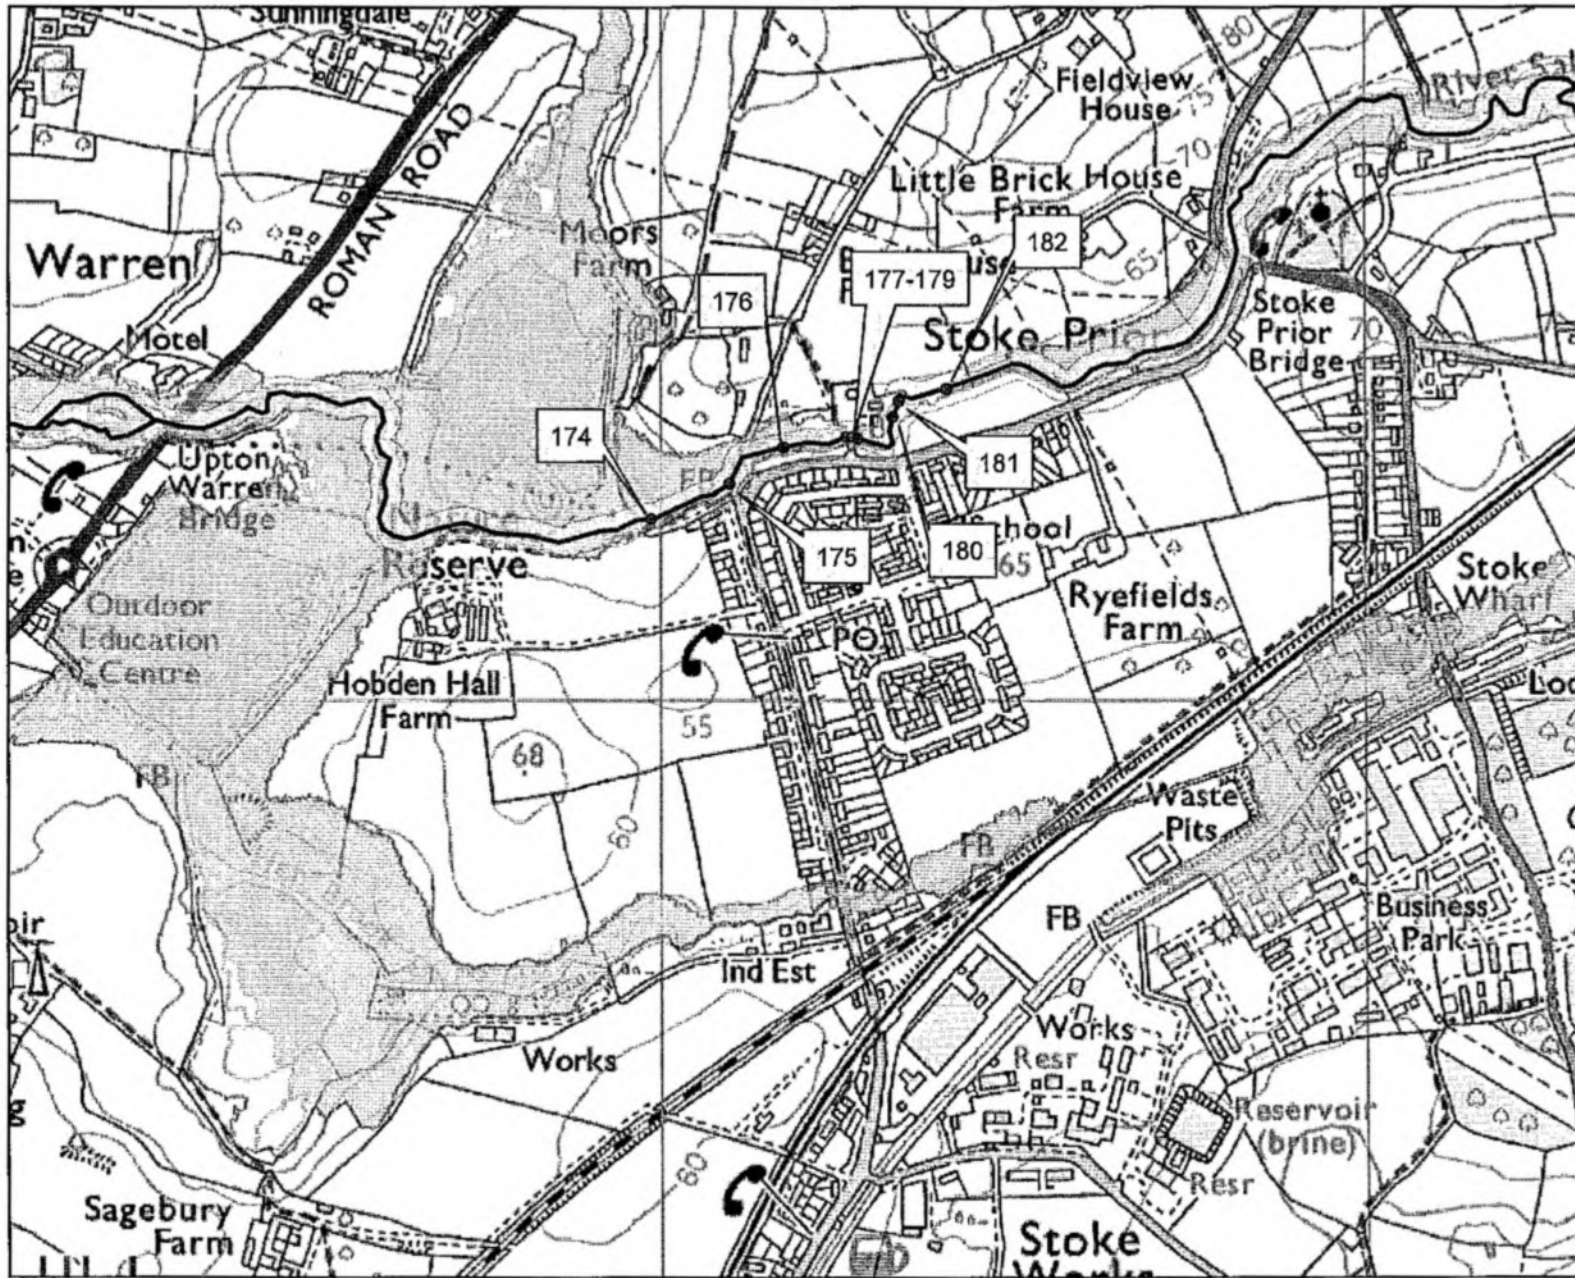 Sunningdale
ROMAN ROAD
Warren
Motel
Moors
Farm
80
75
70
65
Fieldview
House
Little Brick House
Farm
River
182
177-179
176
Stoke Prior
Stoke
Prior
Bridge
70
174
181
175
180
FB
School
65
Upton
Warren
Bridge
Nature
Reserve
Outdoor
Education
Centre
Hobden Hall
Farm
68
55
60
PO
Ryefields
Farm
Stoke
Wharf
FB
FB
Waste
Pits
FB
Business
Park
Ind Est
Works
Works
Resr
Reservoir
(brine)
Resr
60
Sagebury
Farm
Stoke
Works